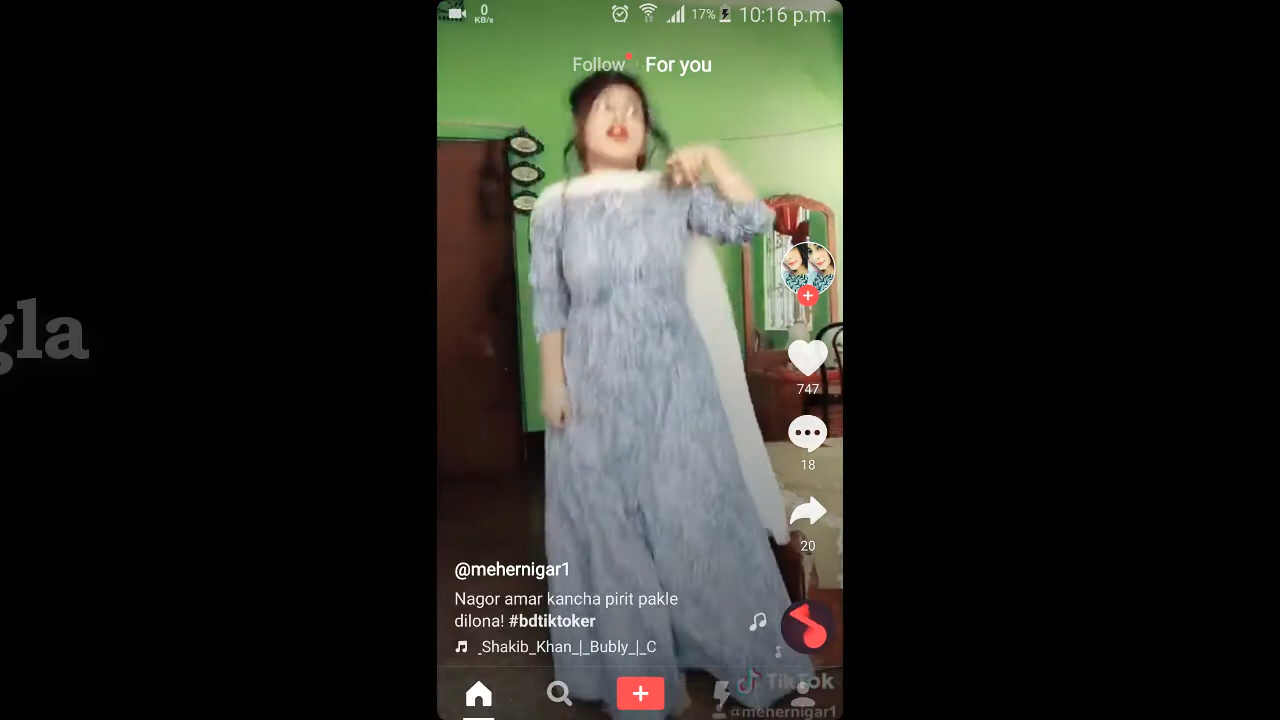 0
KB/s
17%
10:16 p.m.
Follow
For you
gla
747
18
20
@mehernigar1
Nagor amar kancha pirit pakle
dilona! #bdtiktoker
_Shakib_Khan_|_Bubly_|_C
TikTok
@mehernigar1